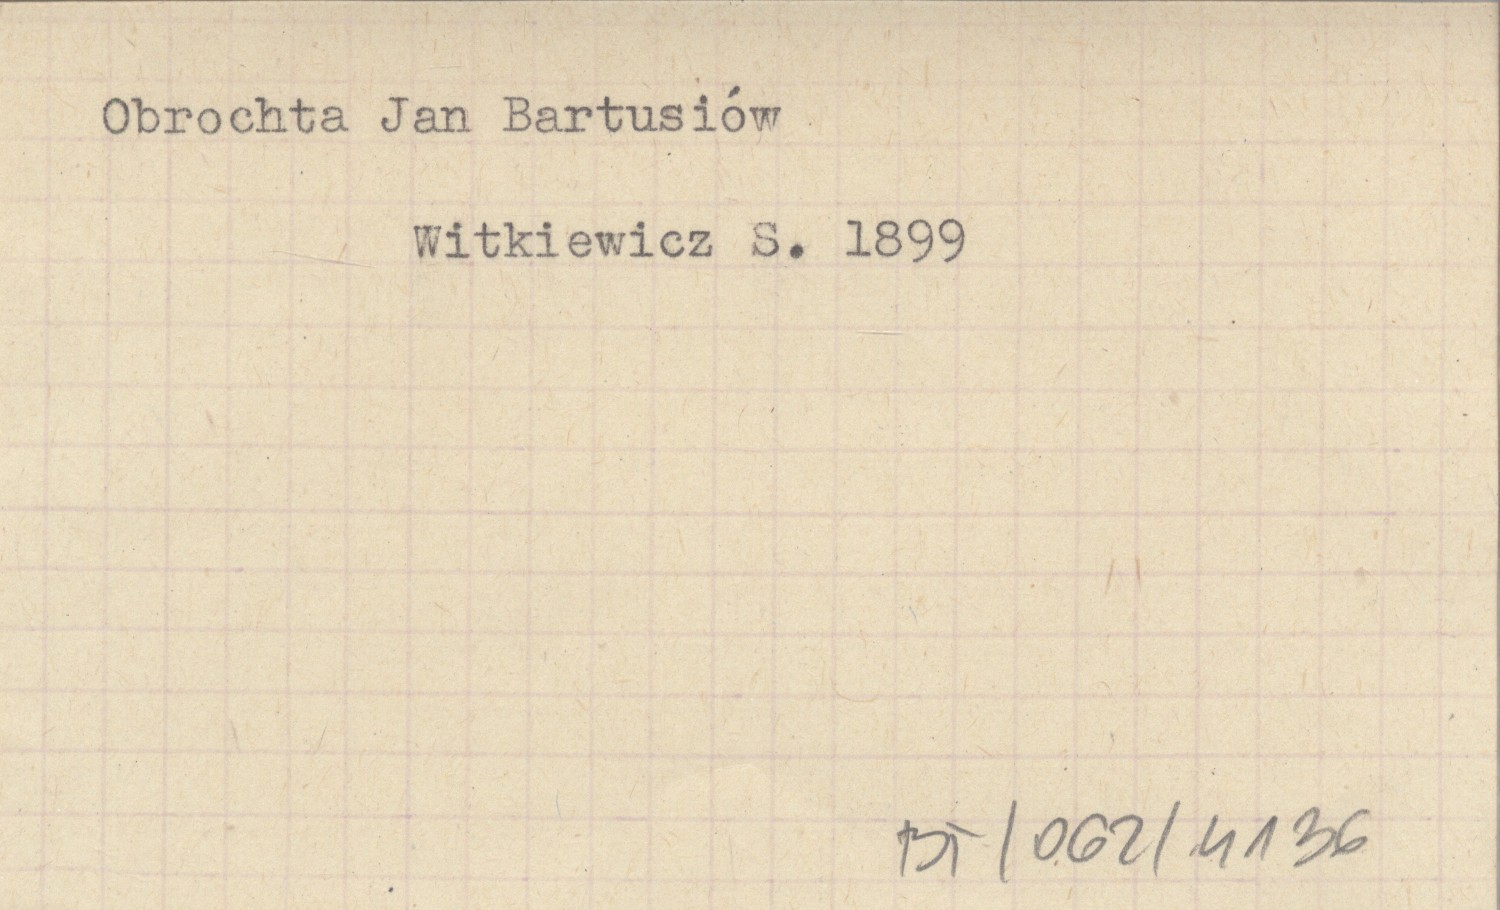 Obrochta Jan Bartusiów
Witkiewicz S. 1899
BT/062/4136